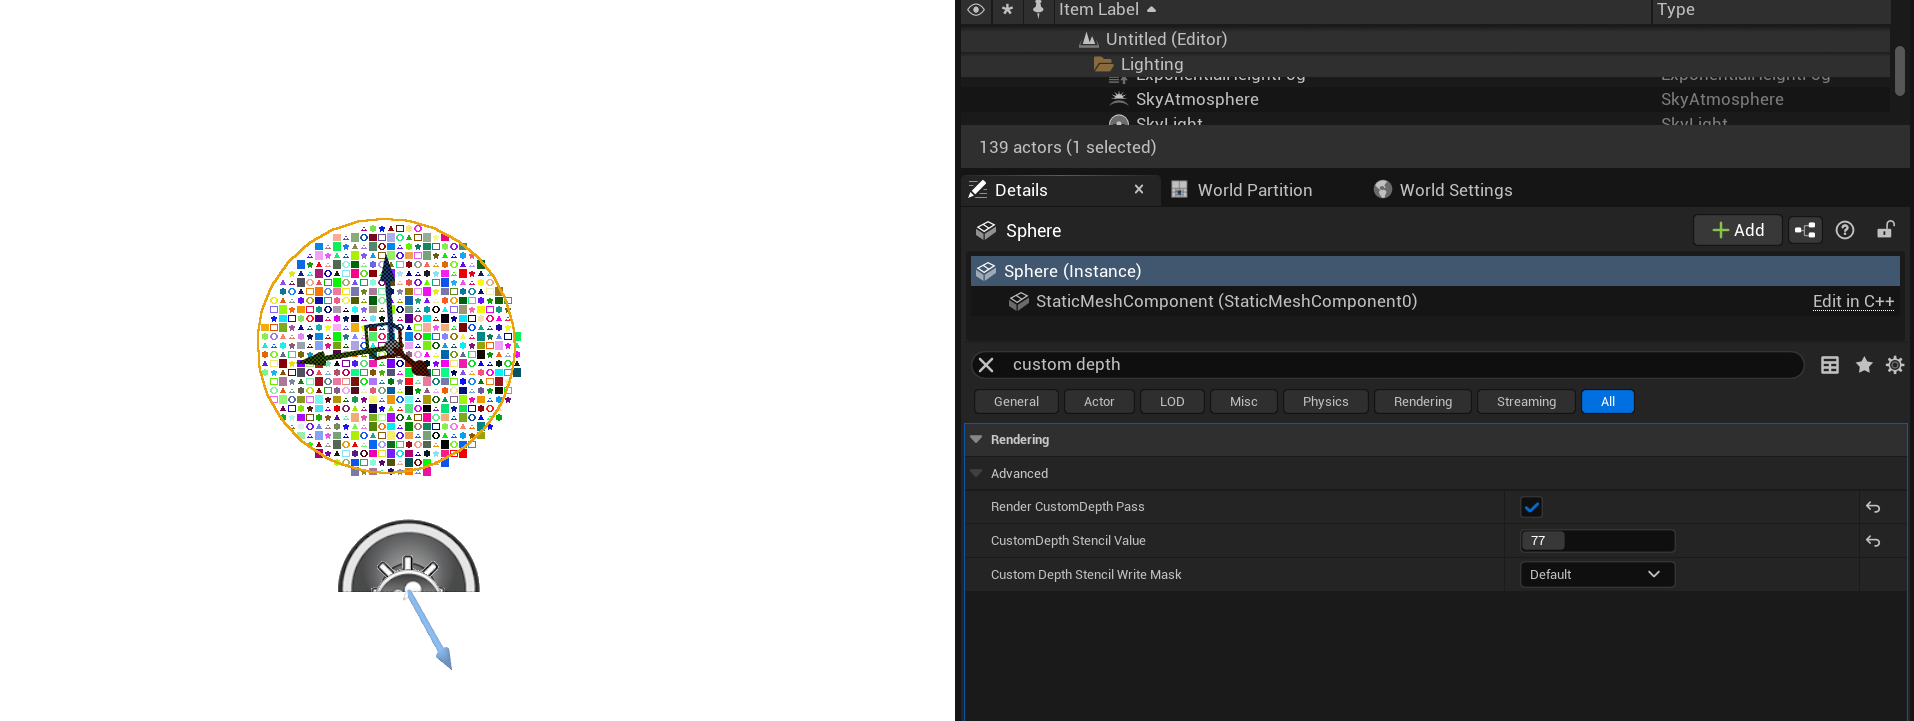 Item Label Type
Untitled (Editor)
Lighting
ExponentialHeightFog ExponentialHeightFog
SkyAtmosphere SkyAtmosphere
SkyLight SkyLight
139 actors (1 selected)
Details World Partition World Settings
Sphere Add
Sphere (Instance)
StaticMeshComponent (StaticMeshComponent0) Edit in C++
custom depth
General Actor LOD Misc Physics Rendering Streaming All
Rendering
Advanced
Render CustomDepth Pass
CustomDepth Stencil Value 77
Custom Depth Stencil Write Mask Default